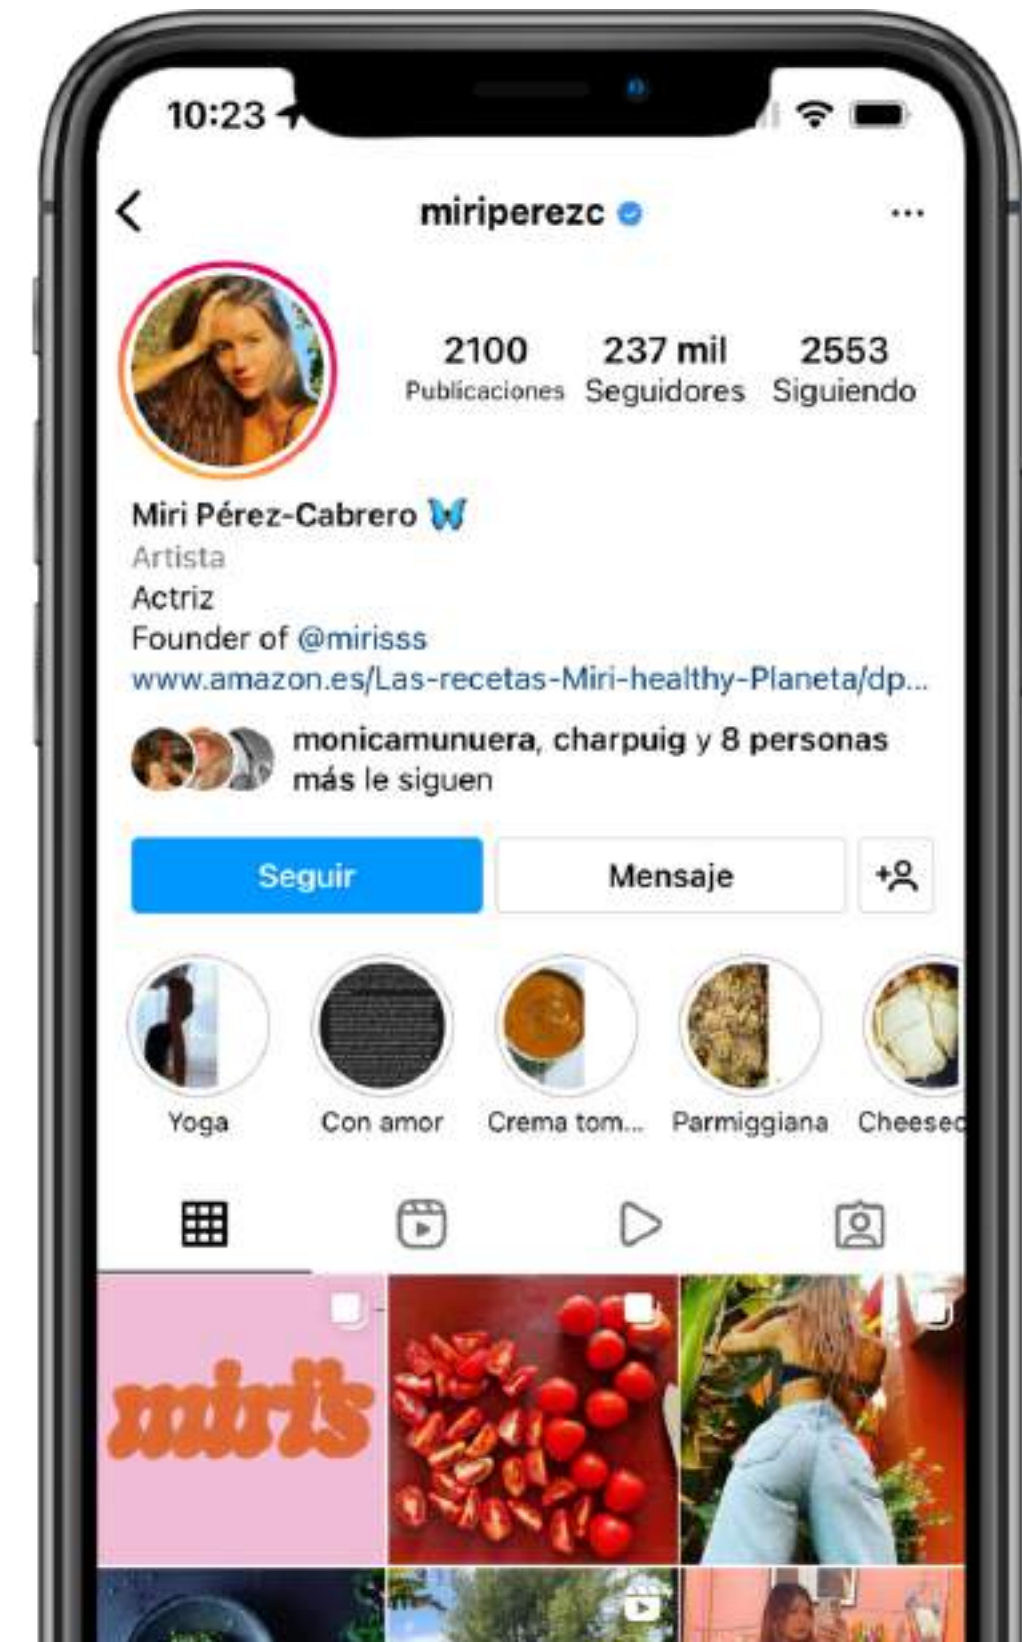 10:23
miriperezc
2100 237 mil 2553
Publicaciones Seguidores Siguiendo
Miri Pérez-Cabrero
Artista
Actriz
Founder of @mirisss
www.amazon.es/Las-recetas-Miri-healthy-Planeta/dp...
monicamunuera, charpuig y 8 personas
más le siguen
Seguir Mensaje
Yoga Con amor Crema tom... Parmiggiana Cheesec
miri's